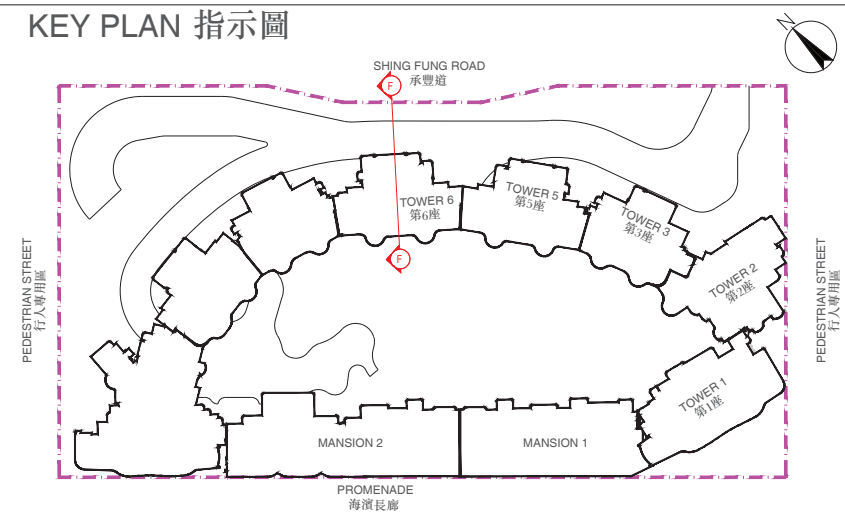 KEY PLAN 指示圖
N
SHING FUNG ROAD
承豐道
F
TOWER 6
第6座
TOWER 5
第5座
TOWER 3
第3座
F
TOWER 2
第2座
PEDESTRIAN STREET
行人專用區
PEDESTRIAN STREET
行人專用區
TOWER 1
第1座
MANSION 2
MANSION 1
PROMENADE
海濱長廊